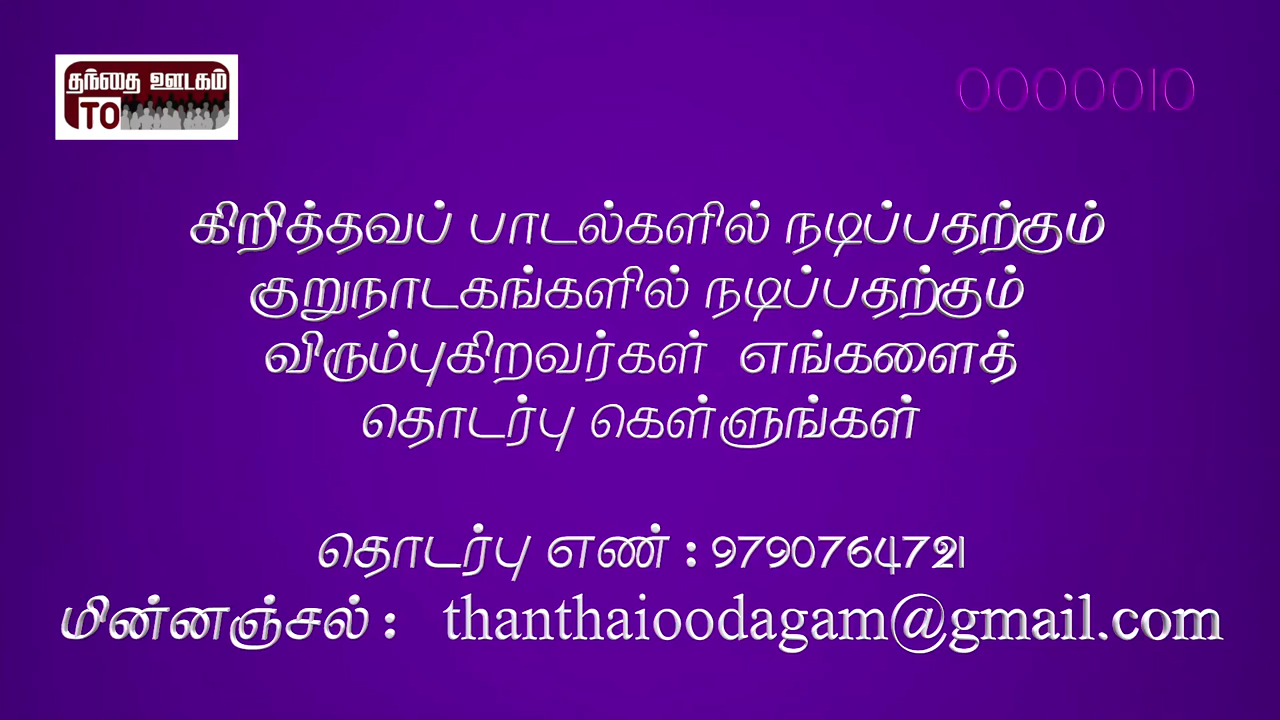 தந்தை ஊடகம்
TO
00000010
கிறித்தவப் பாடல்களில் நடிப்பதற்கும்
குறுநாடகங்களில் நடிப்பதற்கும்
விரும்புகிறவர்கள் எங்களைத்
தொடர்பு கெள்ளுங்கள்
தொடர்பு எண் : 9790764721
மின்னஞ்சல் : thanthaioodagam@gmail.com